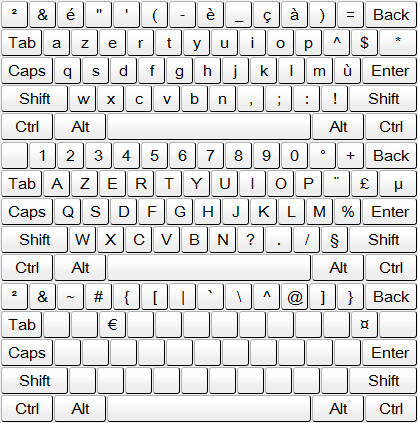 ² & é " ' ( - è _ ç à ) = Back
Tab a z e r t y u i o p ^ $ *
Caps q s d f g h j k l m ù Enter
Shift w x c v b n , ; : ! Shift
Ctrl Alt Alt Ctrl
1 2 3 4 5 6 7 8 9 0 ° + Back
Tab A Z E R T Y U I O P ¨ £ µ
Caps Q S D F G H J K L M % Enter
Shift W X C V B N ? . / § Shift
Ctrl Alt Alt Ctrl
² & ~ # { [ | ` \ ^ @ ] } Back
Tab € ¤
Caps Enter
Shift Shift
Ctrl Alt Alt Ctrl